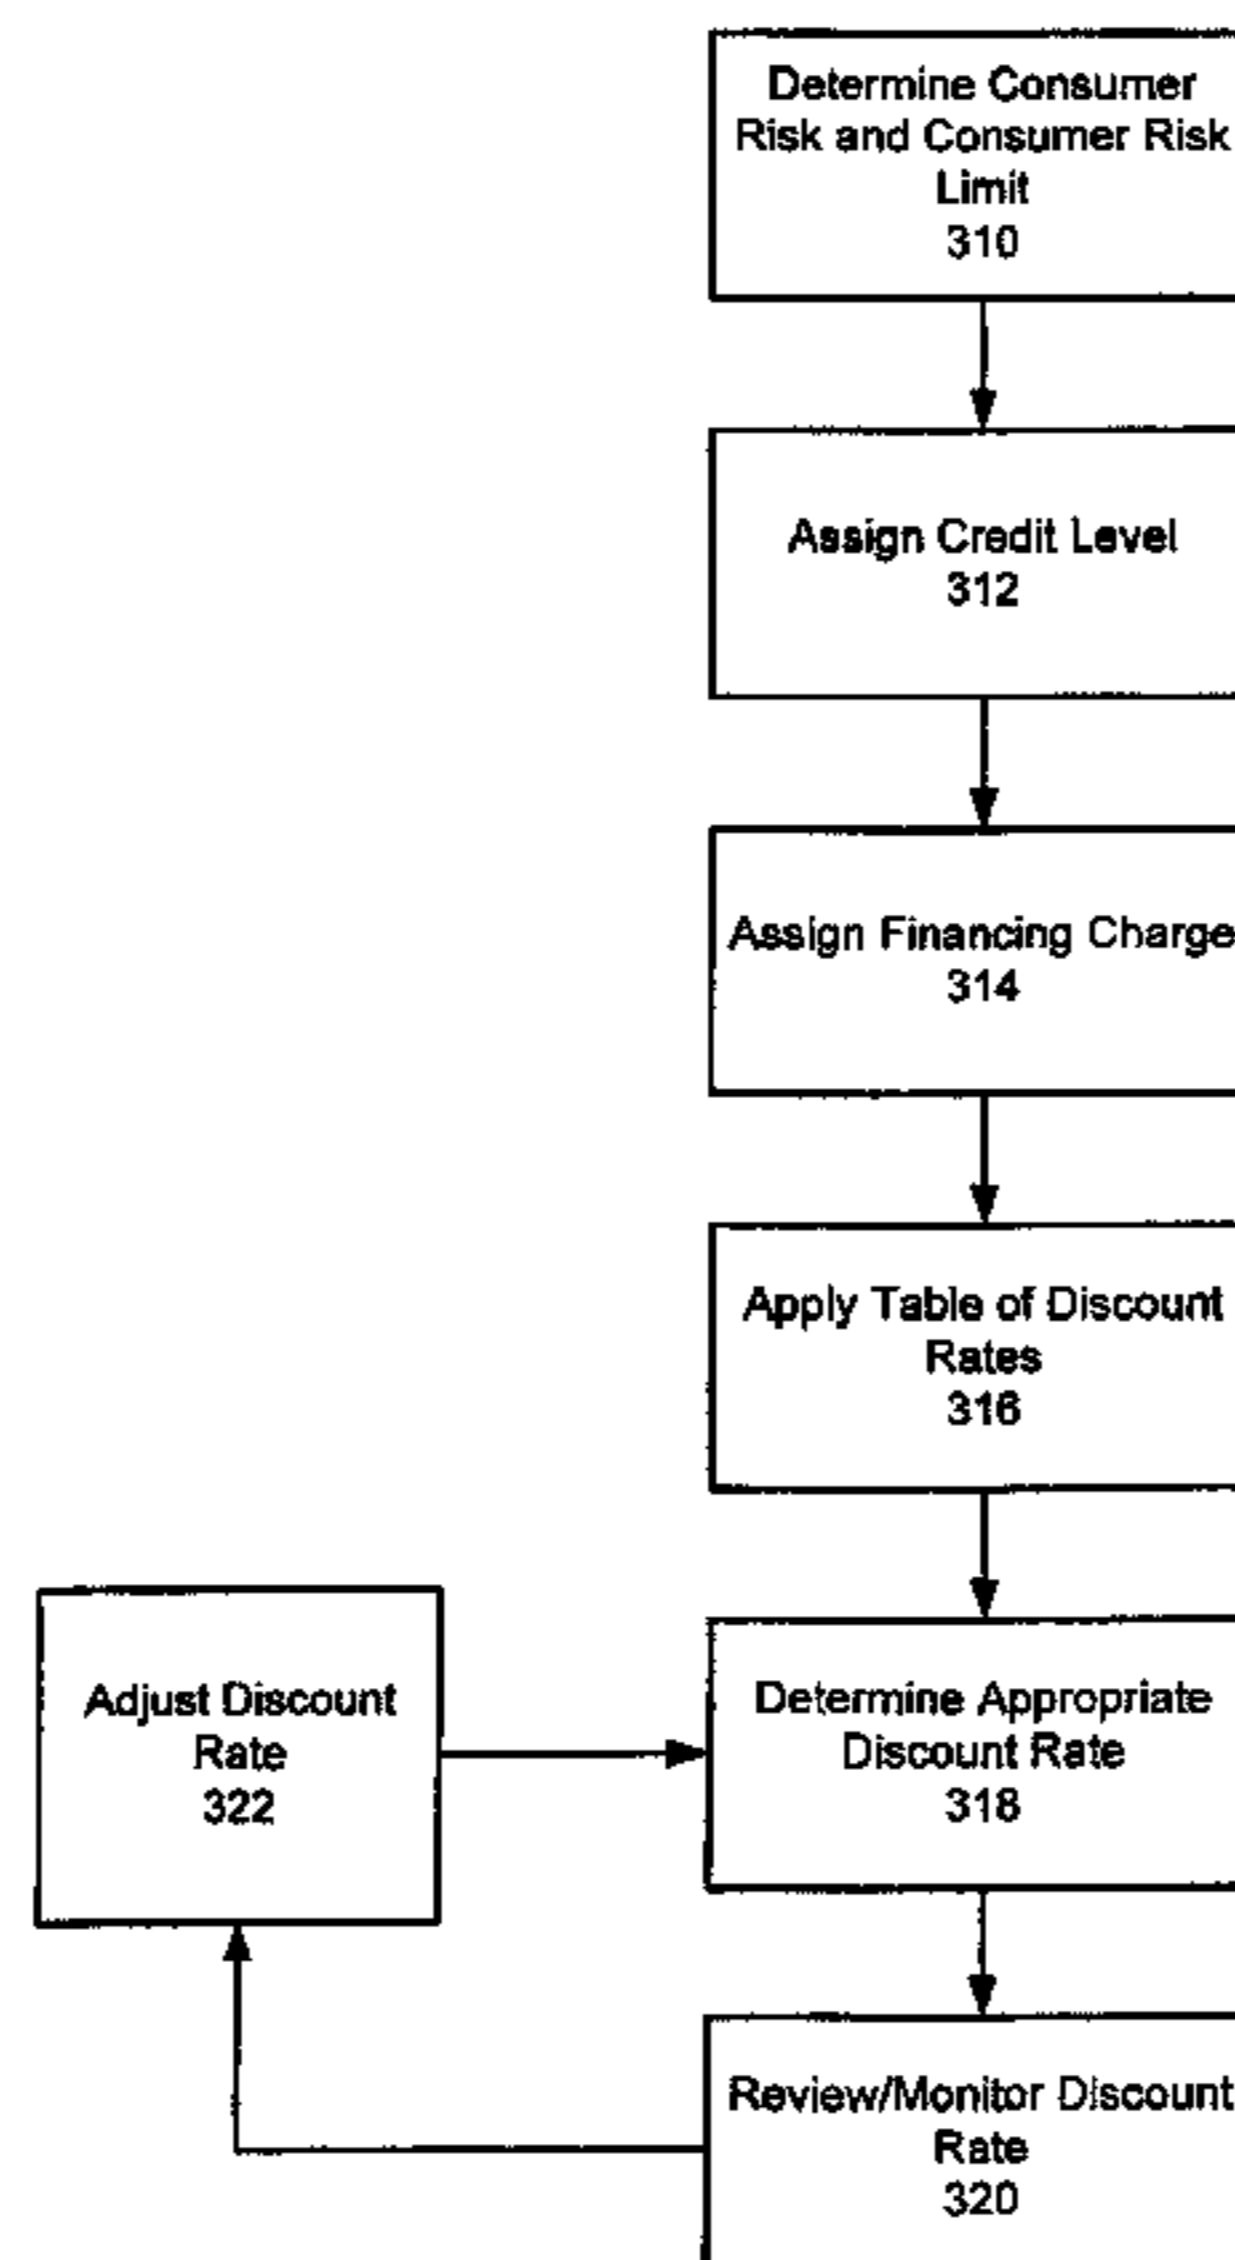 Determine Consumer
Risk and Consumer Risk
Limit
310
Assign Credit Level
312
Assign Financing Charge
314
Apply Table of Discount
Rates
316
Adjust Discount
Rate
322
Determine Appropriate
Discount Rate
318
Review/Monitor Discount
Rate
320